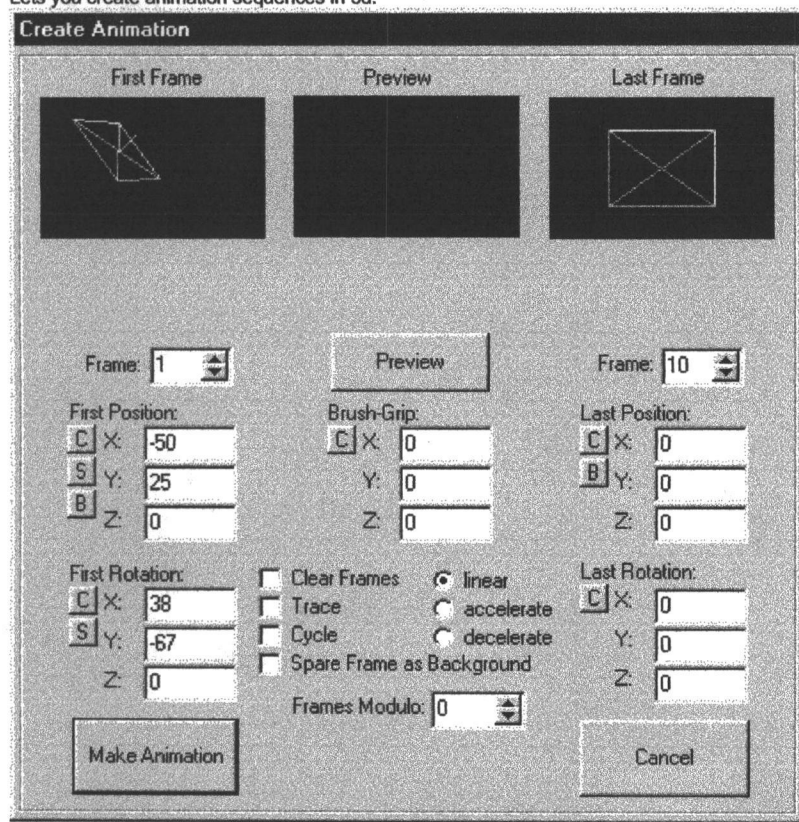 Lets you create animation sequences in 3d.
Create Animation
First Frame Preview Last Frame
Frame: 1 Preview Frame: 10
First Position: Brush-Grip: Last Position:
C X: -50 C X: 0 C X: 0
S Y: 25 Y: 0 B Y: 0
B Z: 0 Z: 0 Z: 0
First Rotation: Clear Frames linear Last Rotation:
C X: 38 Trace accelerate C X: 0
S Y: -67 Cycle decelerate Y: 0
Z: 0 Spare Frame as Background Z: 0
Frames Modulo: 0
Make Animation Cancel